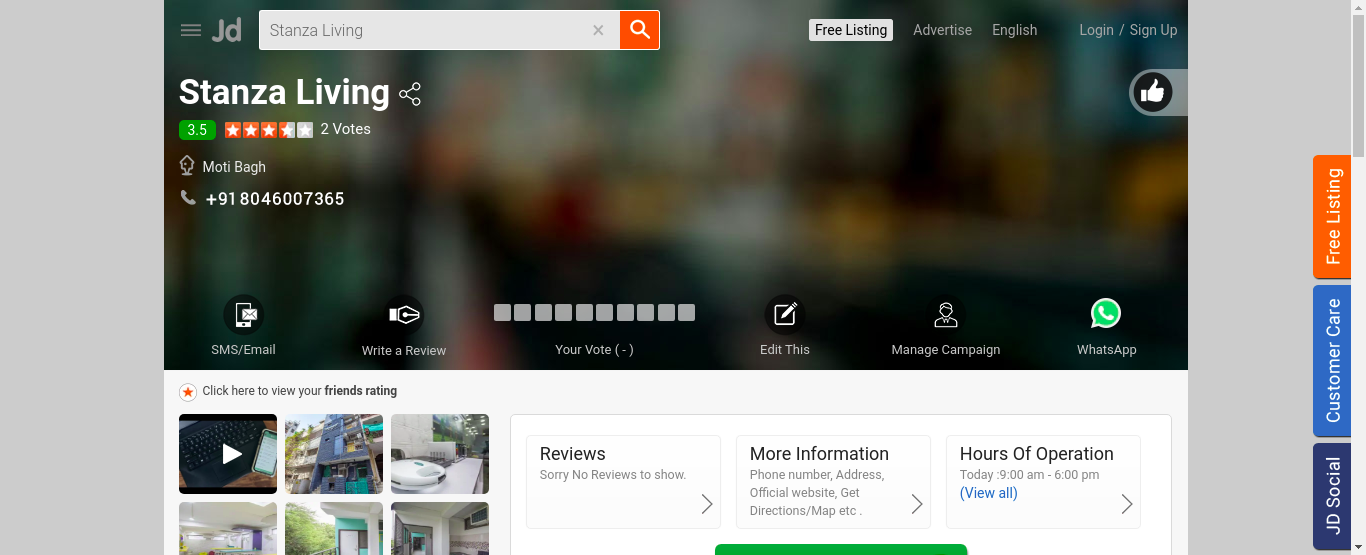 Jd
Stanza Living
Free Listing
Advertise
English
Login / Sign Up
Stanza Living
3.5
2 Votes
Moti Bagh
+918046007365
SMS/Email
Write a Review
Your Vote ( - )
Edit This
Manage Campaign
WhatsApp
Click here to view your friends rating
Reviews
Sorry No Reviews to show.
More Information
Phone number, Address,
Official website, Get
Directions/Map etc .
Hours Of Operation
Today :9:00 am - 6:00 pm
(View all)
Free Listing
Customer Care
JD Social